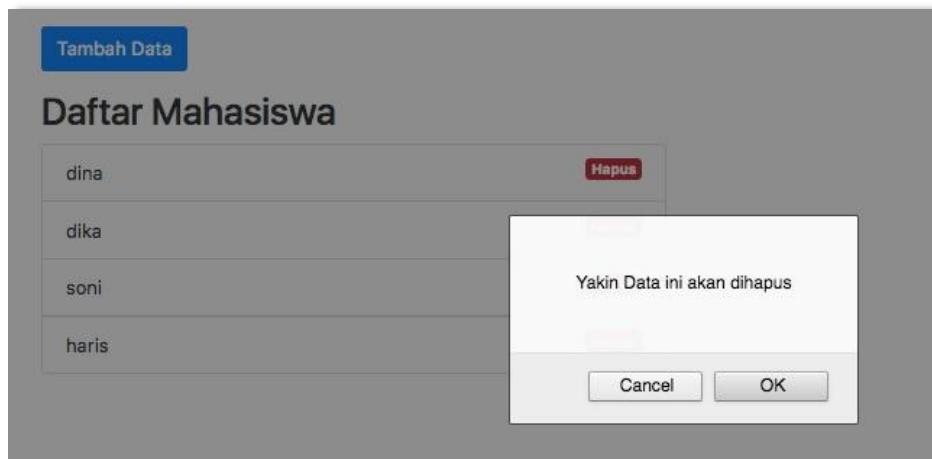 Tambah Data
Daftar Mahasiswa
dina
Hapus
dika
soni
Yakin Data ini akan dihapus
haris
Cancel
OK